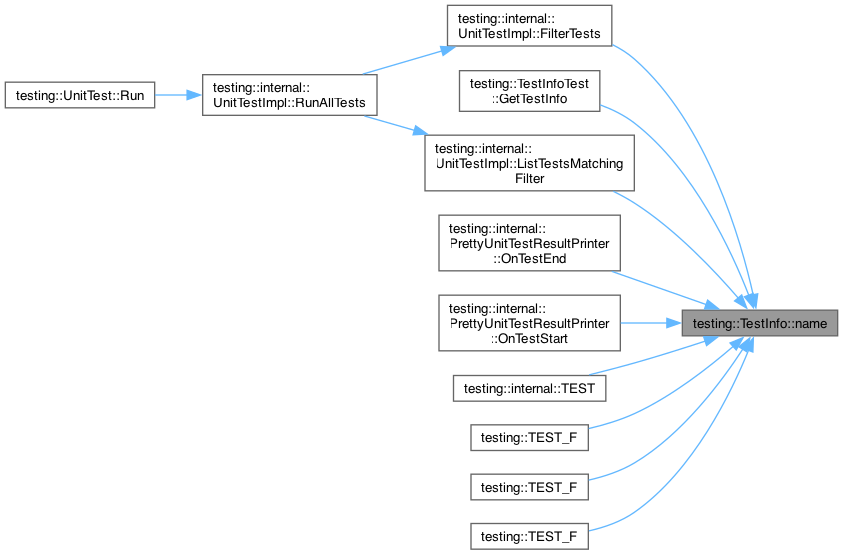 testing::internal::
UnitTestImpl::FilterTests
testing::TestInfoTest
::GetTestInfo
testing::UnitTest::Run
testing::internal::
UnitTestImpl::RunAllTests
testing::internal::
UnitTestImpl::ListTestsMatching
Filter
testing::internal::
PrettyUnitTestResultPrinter
::OnTestEnd
testing::internal::
PrettyUnitTestResultPrinter
::OnTestStart
testing::TestInfo::name
testing::internal::TEST
testing::TEST_F
testing::TEST_F
testing::TEST_F